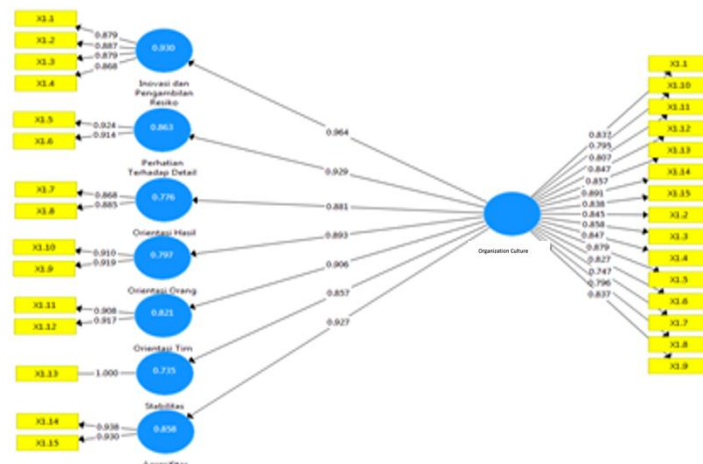 X1.1
X1.2
X1.3
X1.4
0.879
0.887
0.879
0.868
0.930
Inovasi dan
Pengambilan
Resiko
X1.5
X1.6
0.924
0.914
0.863
Perhatian
Terhadap Detail
X1.7
X1.8
0.868
0.885
0.776
Orientasi Hasil
X1.10
X1.9
0.910
0.919
0.797
Orientasi Orang
X1.11
X1.12
0.908
0.917
0.821
Orientasi Tim
X1.13
1.000
0.735
Stabilitas
X1.14
X1.15
0.938
0.930
0.858
0.964
0.929
0.881
0.893
0.906
0.857
0.927
Organization Culture
0.837
0.795
0.807
0.847
0.857
0.891
0.838
0.845
0.858
0.847
0.879
0.827
0.747
0.796
0.837
X1.1
X1.10
X1.11
X1.12
X1.13
X1.14
X1.15
X1.2
X1.3
X1.4
X1.5
X1.6
X1.7
X1.8
X1.9